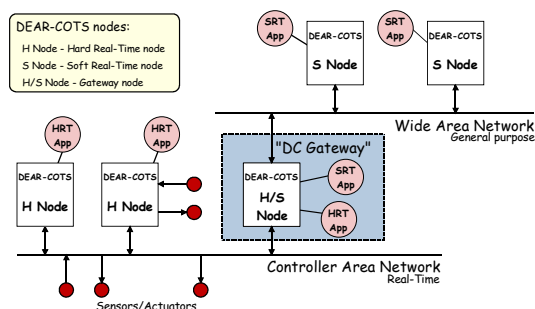 DEAR-COTS nodes:
H Node - Hard Real-Time node
S Node - Soft Real-Time node
H/S Node - Gateway node
SRT
App
DEAR-COTS
S Node
SRT
App
DEAR-COTS
S Node
Wide Area Network
General purpose
HRT
App
DEAR-COTS
H Node
HRT
App
DEAR-COTS
H Node
"DC Gateway"
DEAR-COTS
H/S
Node
SRT
App
HRT
App
Controller Area Network
Real-Time
Sensors/Actuators